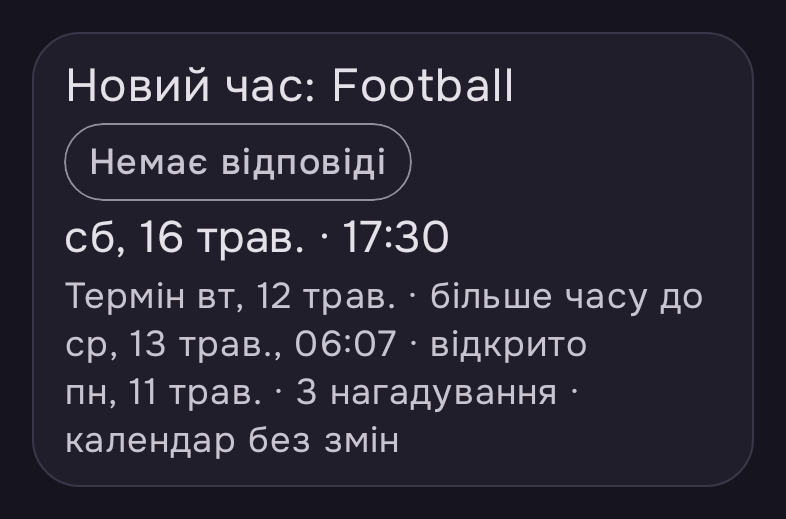 Новий час: Football
Немає відповіді
сб, 16 трав. · 17:30
Термін вт, 12 трав. · більше часу до
ср, 13 трав., 06:07 · відкрито
пн, 11 трав. · 3 нагадування ·
календар без змін